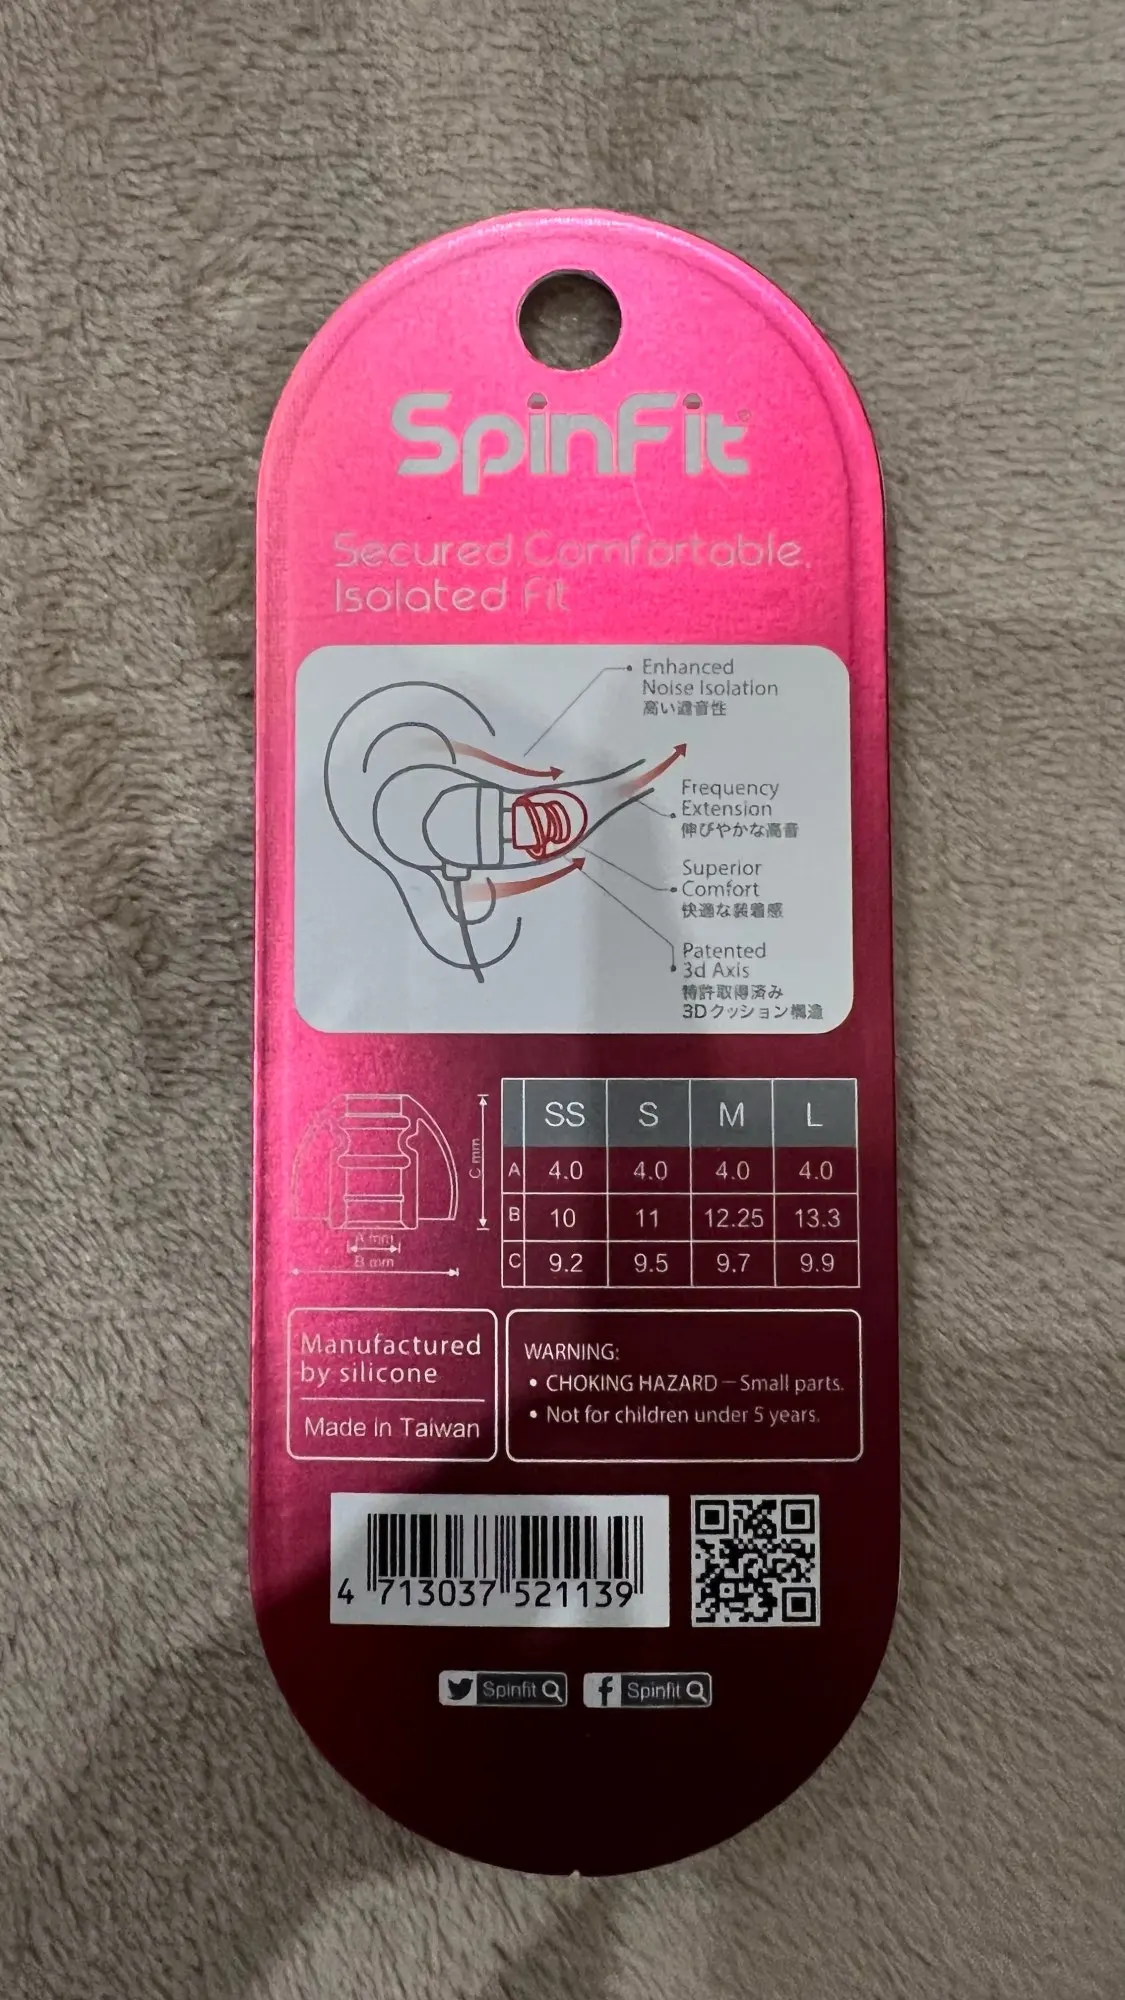 SpinFit
Secured Comfortable,
Isolated Fit
Enhanced
Noise Isolation
高い遮音性
Frequency
Extension
伸びやかな高音
Superior
Comfort
快適な装着感
Patented
3d Axis
特許取得済み
3Dクッション構造
C mm
A mm
B mm
SS S M L
A 4.0 4.0 4.0 4.0
B 10 11 12.25 13.3
C 9.2 9.5 9.7 9.9
Manufactured
by silicone
Made in Taiwan
WARNING:
• CHOKING HAZARD — Small parts.
• Not for children under 5 years.
4 713037 521139
Spinfit
Spinfit